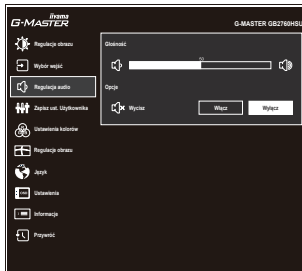 iiyama
G-MASTER
G-MASTER GB2760HSU
Regulacja obrazu
Wybór wejść
Regulacja audio
Zapisz ust. Użytkownika
Ustawienia kolorów
Regulacje obrazu
Język
OSD
Ustawienia
Informacje
Przywróć
Głośność
50
Opcje
Wycisz
Włącz
Wyłącz